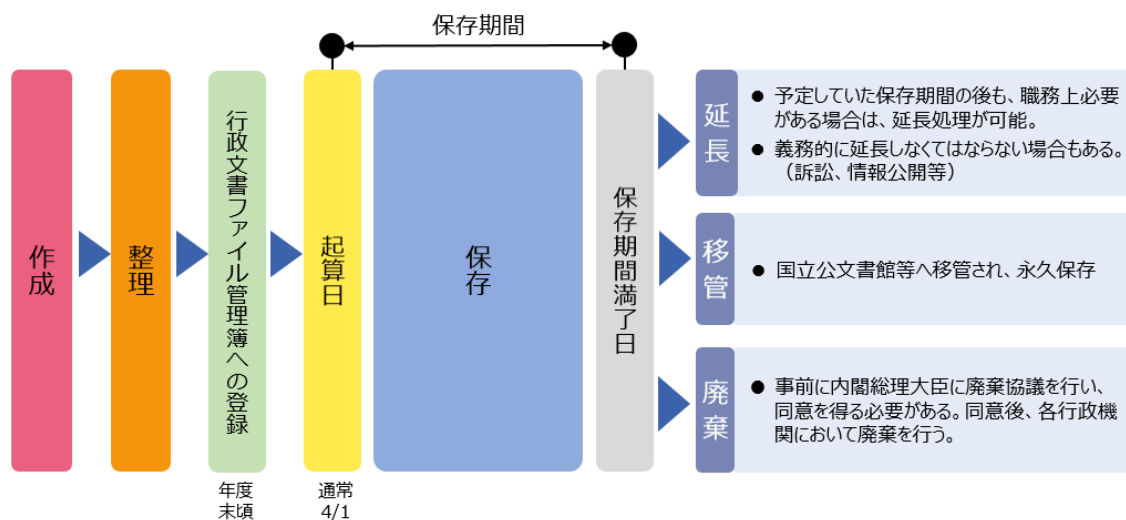 保存期間
作成
整理
行政文書ファイル管理簿への登録
年度
末頃
起算日
通常
4/1
保存
保存期間満了日
延長
● 予定していた保存期間の後も、職務上必要
がある場合は、延長処理が可能。
● 義務的に延長しなくてはならない場合もある。
（訴訟、情報公開等）
移管
● 国立公文書館等へ移管され、永久保存
廃棄
● 事前に内閣総理大臣に廃棄協議を行い、
同意を得る必要がある。同意後、各行政機
関において廃棄を行う。